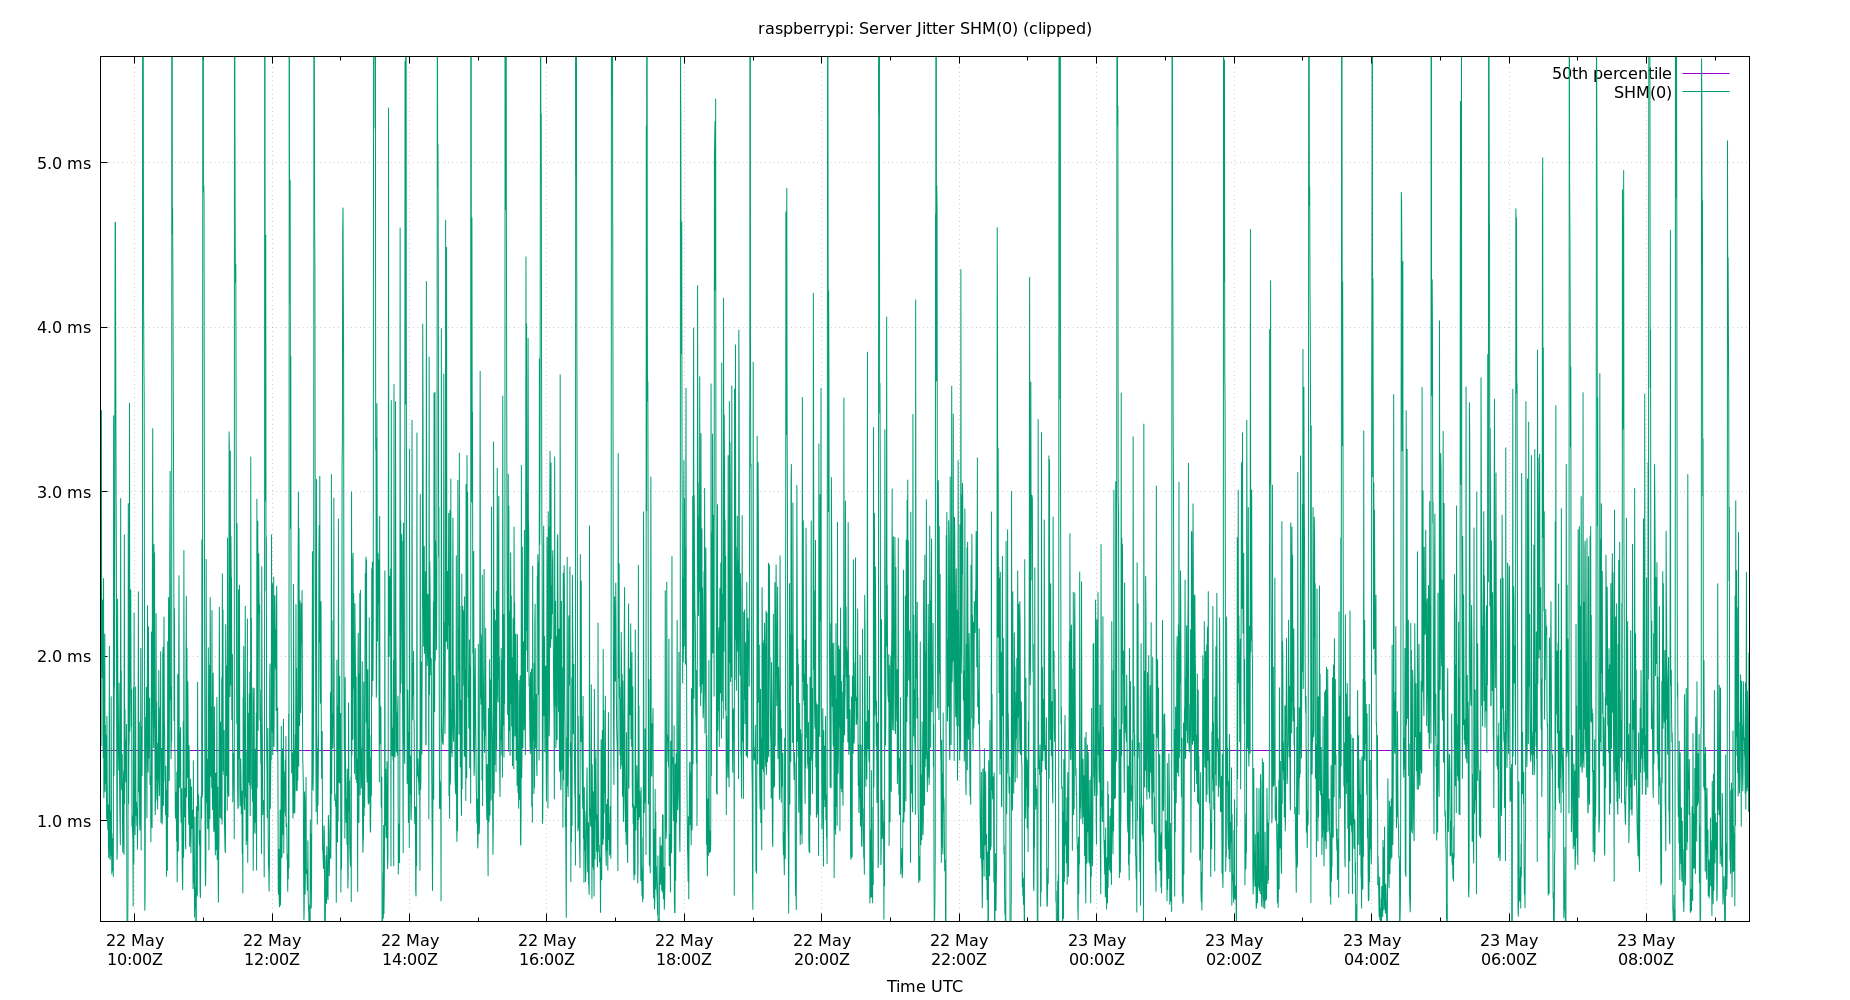 raspberrypi: Server Jitter SHM(0) (clipped)
50th percentile
SHM(0)
5.0 ms
4.0 ms
3.0 ms
2.0 ms
1.0 ms
22 May 22 May 22 May 22 May 22 May 22 May 22 May 23 May 23 May 23 May 23 May 23 May
10:00Z 12:00Z 14:00Z 16:00Z 18:00Z 20:00Z 22:00Z 00:00Z 02:00Z 04:00Z 06:00Z 08:00Z
Time UTC